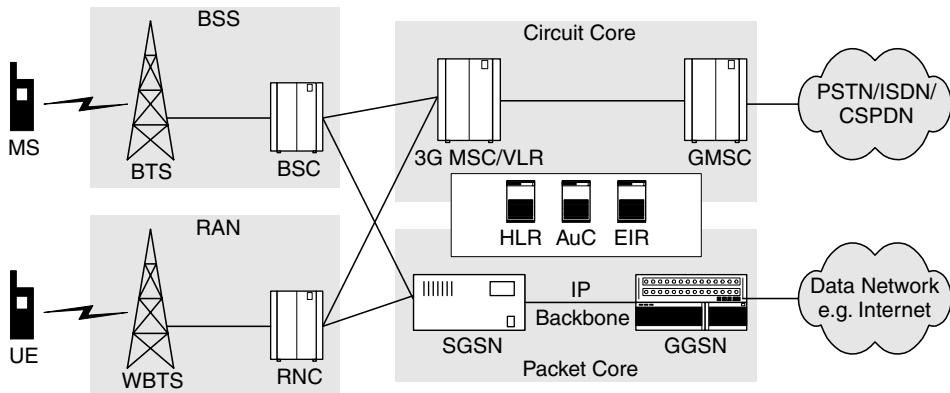 BSS
Circuit Core
MS
BTS
BSC
3G MSC/VLR
GMSC
PSTN/ISDN/
CSPDN
HLR
AuC
EIR
RAN
UE
WBTS
RNC
SGSN
IP
Backbone
GGSN
Packet Core
Data Network
e.g. Internet